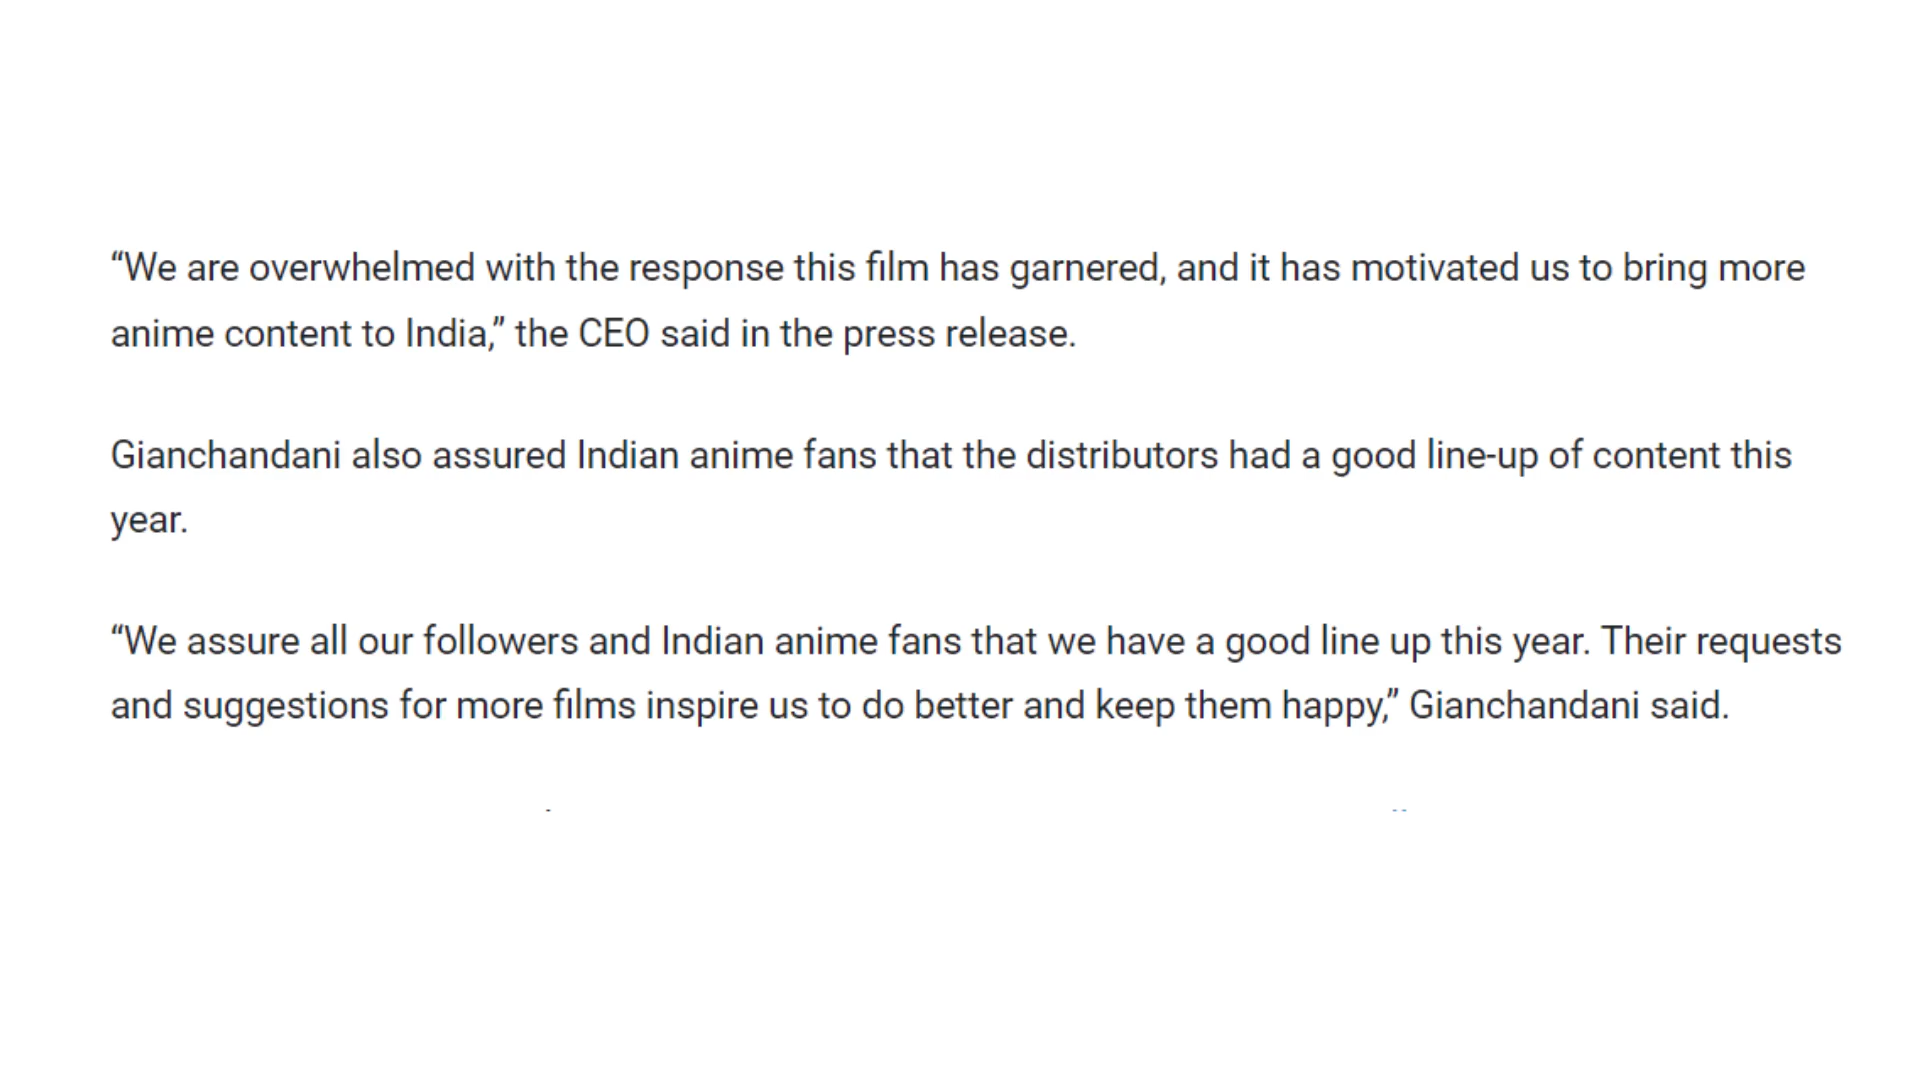 “We are overwhelmed with the response this film has garnered, and it has motivated us to bring more
anime content to India,” the CEO said in the press release.
Gianchandani also assured Indian anime fans that the distributors had a good line-up of content this
year.
“We assure all our followers and Indian anime fans that we have a good line up this year. Their requests
and suggestions for more films inspire us to do better and keep them happy,” Gianchandani said.